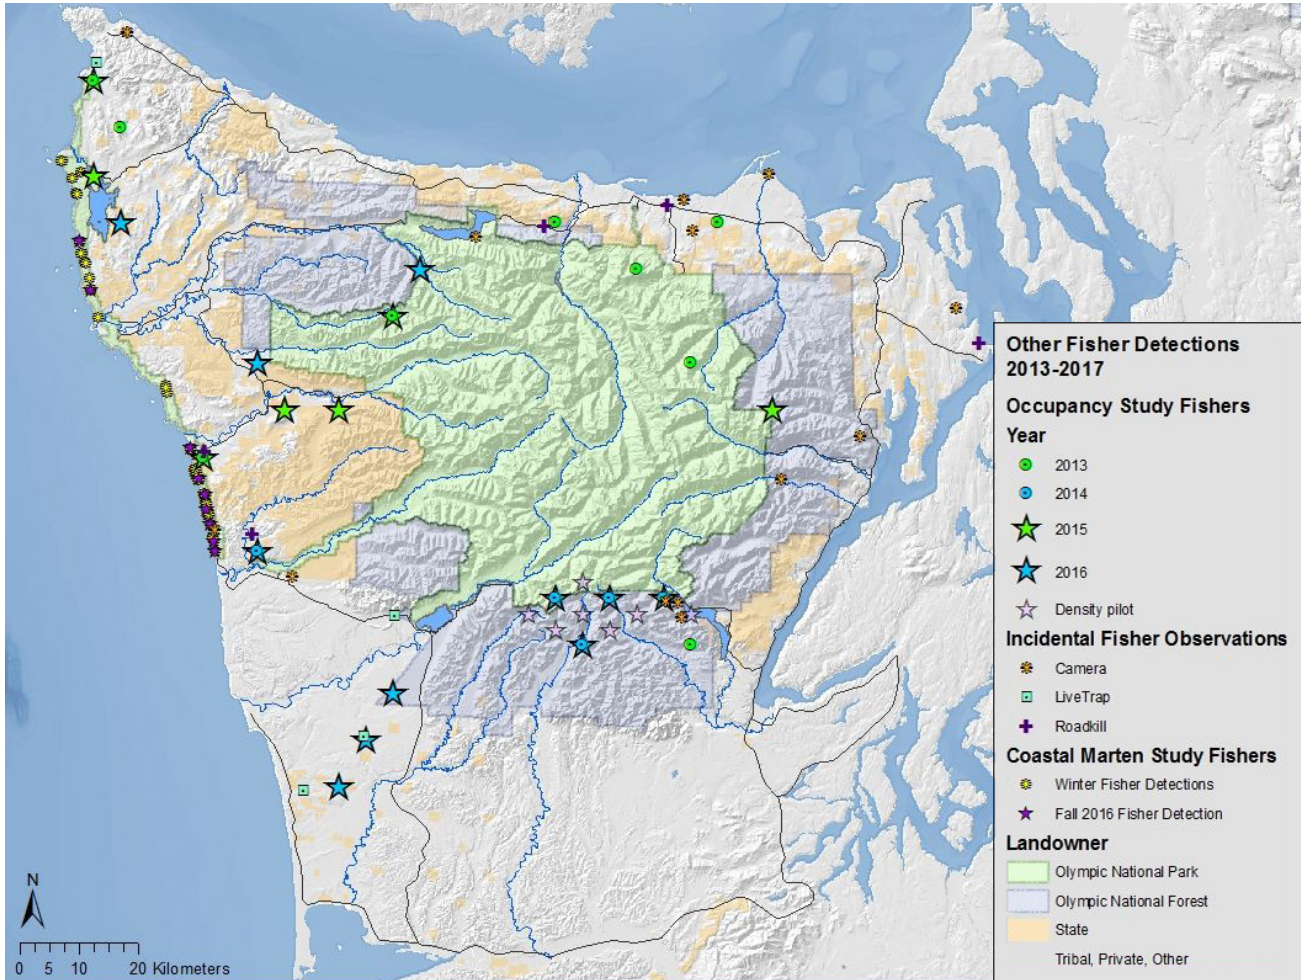 Other Fisher Detections
2013-2017
Occupancy Study Fishers
Year
2013
2014
2015
2016
Density pilot
Incidental Fisher Observations
Camera
LiveTrap
Roadkill
Coastal Marten Study Fishers
Winter Fisher Detections
Fall 2016 Fisher Detection
Landowner
Olympic National Park
Olympic National Forest
State
Tribal, Private, Other
N
0 5 10 20 Kilometers